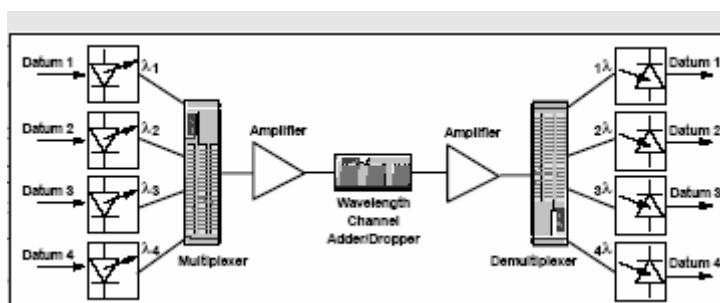 Datum 1
λ1
Datum 2
λ2
Datum 3
λ3
Datum 4
λ4
Multiplexer
Amplifier
Wavelength
Channel
Adder/Dropper
Amplifier
Demultiplexer
1λ
Datum 1
2λ
Datum 2
3λ
Datum 3
4λ
Datum 4